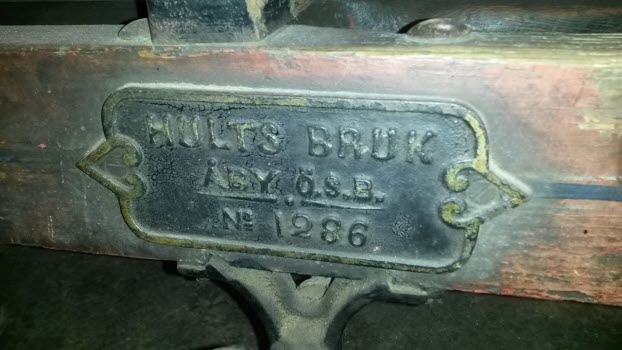 HULTS BRUK
ÅBY. Ö.S.B.
No 1286